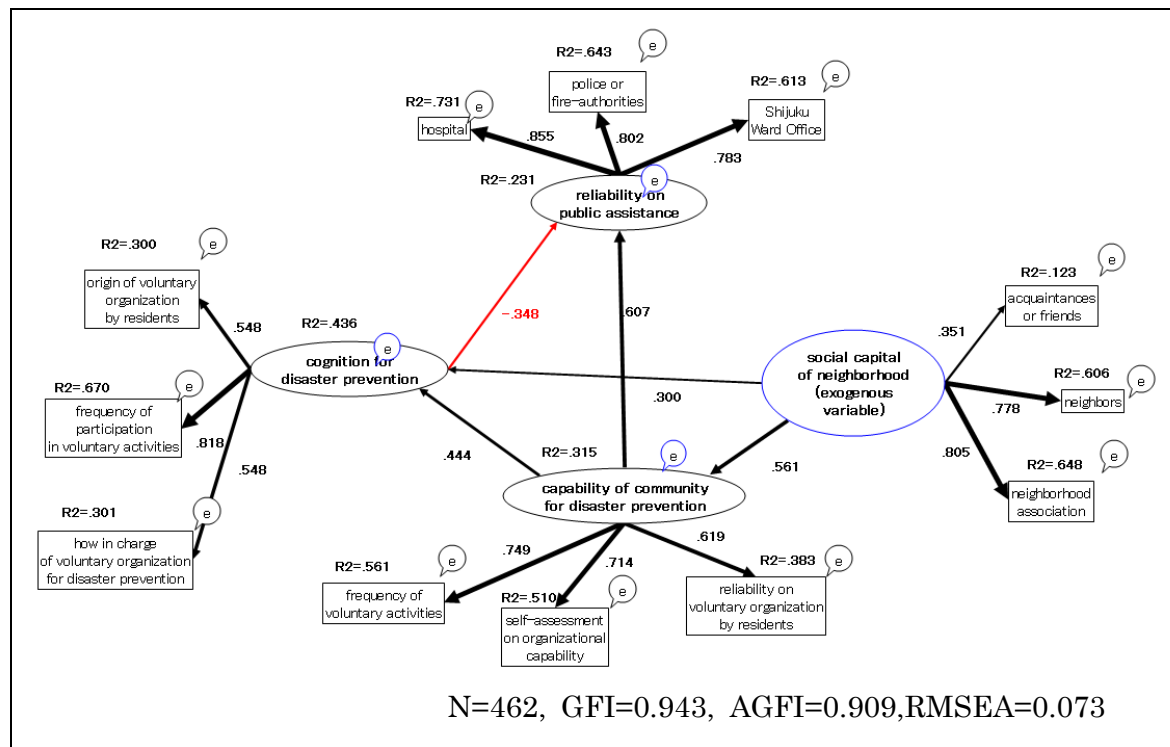 R2=.643
e
police or
fire-authorities
R2=.613
e
Shijuku
Ward Office
R2=.731
e
hospital
.855
.802
.783
R2=.231
e
reliability on
public assistance
R2=.300
e
origin of voluntary
organization
by residents
.548
R2=.436
e
cognition for
disaster prevention
-.348
.607
R2=.123
e
acquaintances
or friends
.351
social capital
of neighborhood
(exogenous
variable)
R2=.606
e
neighbors
.778
.300
R2=.670
e
frequency of
participation
in voluntary activities
.818
.548
.444
.561
.805
R2=.648
e
neighborhood
association
R2=.315
e
capability of community
for disaster prevention
R2=.301
e
how in charge
of voluntary organization
for disaster prevention
.749
.714
.619
R2=.561
e
frequency of
voluntary activities
R2=.510
e
self-assessment
on organizational
capability
R2=.383
e
reliability on
voluntary organization
by residents
N=462, GFI=0.943, AGFI=0.909,RMSEA=0.073